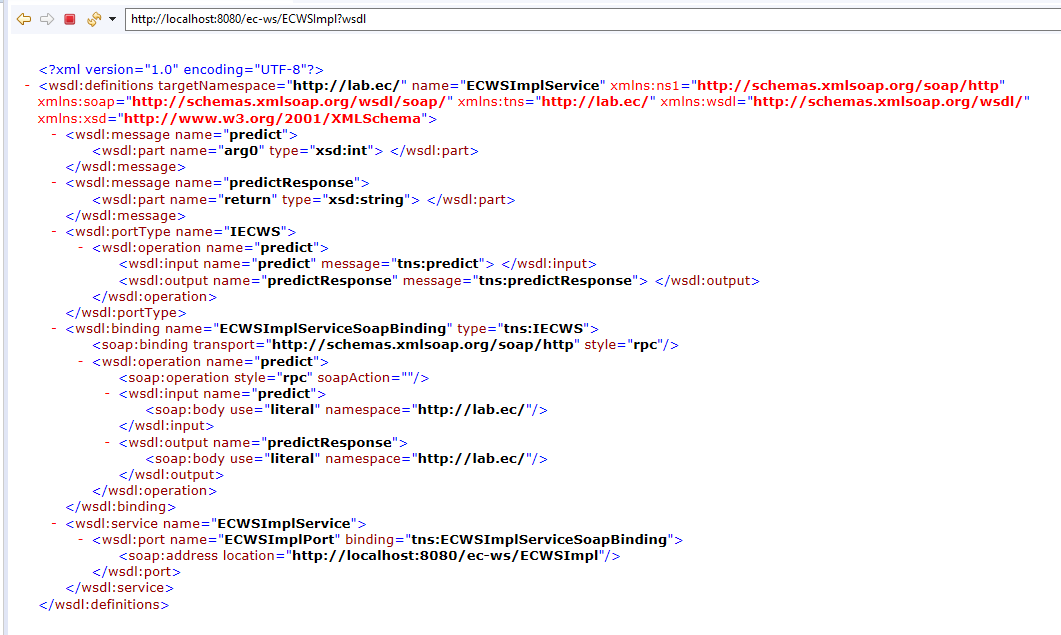 http://localhost:8080/ec-ws/ECWSImpl?wsdl
<?xml version="1.0" encoding="UTF-8"?>
- <wsdl:definitions targetNamespace="http://lab.ec/" name="ECWSImplService" xmlns:ns1="http://schemas.xmlsoap.org/soap/http"
xmlns:soap="http://schemas.xmlsoap.org/wsdl/soap/" xmlns:tns="http://lab.ec/" xmlns:wsdl="http://schemas.xmlsoap.org/wsdl/"
xmlns:xsd="http://www.w3.org/2001/XMLSchema">
- <wsdl:message name="predict">
<wsdl:part name="arg0" type="xsd:int"> </wsdl:part>
</wsdl:message>
- <wsdl:message name="predictResponse">
<wsdl:part name="return" type="xsd:string"> </wsdl:part>
</wsdl:message>
- <wsdl:portType name="IECWS">
- <wsdl:operation name="predict">
<wsdl:input name="predict" message="tns:predict"> </wsdl:input>
<wsdl:output name="predictResponse" message="tns:predictResponse"> </wsdl:output>
</wsdl:operation>
</wsdl:portType>
- <wsdl:binding name="ECWSImplServiceSoapBinding" type="tns:IECWS">
<soap:binding transport="http://schemas.xmlsoap.org/soap/http" style="rpc"/>
- <wsdl:operation name="predict">
<soap:operation style="rpc" soapAction=""/>
- <wsdl:input name="predict">
<soap:body use="literal" namespace="http://lab.ec/"/>
</wsdl:input>
- <wsdl:output name="predictResponse">
<soap:body use="literal" namespace="http://lab.ec/"/>
</wsdl:output>
</wsdl:operation>
</wsdl:binding>
- <wsdl:service name="ECWSImplService">
- <wsdl:port name="ECWSImplPort" binding="tns:ECWSImplServiceSoapBinding">
<soap:address location="http://localhost:8080/ec-ws/ECWSImpl"/>
</wsdl:port>
</wsdl:service>
</wsdl:definitions>